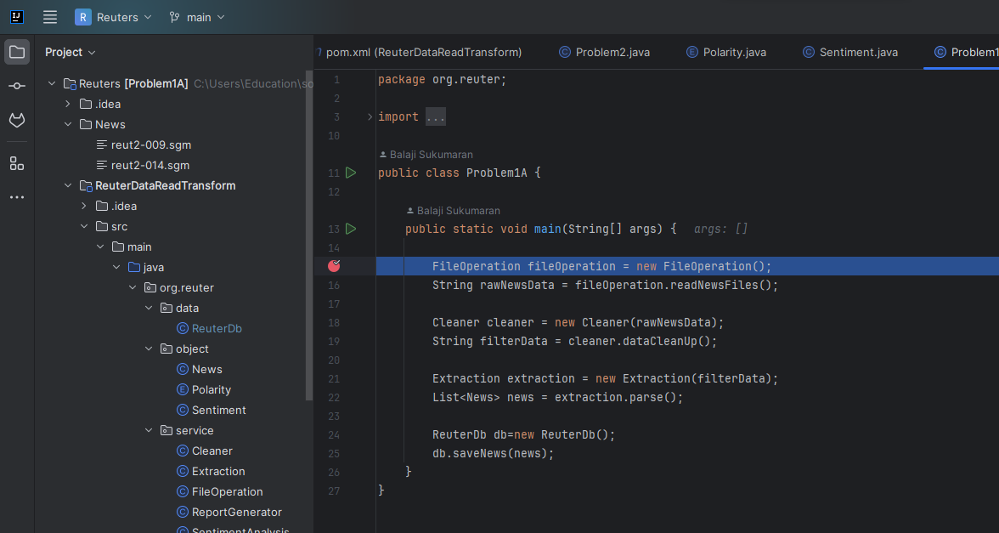 IJ R Reuters main
Project
pom.xml (ReuterDataReadTransform) C Problem2.java E Polarity.java C Sentiment.java C Problem1
Reuters [Problem1A] C:\Users\Education\so
.idea
News
reut2-009.sgm
reut2-014.sgm
ReuterDataReadTransform
.idea
src
main
java
org.reuter
data
C ReuterDb
object
C News
E Polarity
C Sentiment
service
C Cleaner
C Extraction
C FileOperation
C ReportGenerator
C SentimentAnalysis
1 package org.reuter;
2
3 import ...
10
Balaji Sukumaran
11 public class Problem1A {
12
Balaji Sukumaran
13 public static void main(String[] args) { args: []
14
FileOperation fileOperation = new FileOperation();
16 String rawNewsData = fileOperation.readNewsFiles();
17
18 Cleaner cleaner = new Cleaner(rawNewsData);
19 String filterData = cleaner.dataCleanUp();
20
21 Extraction extraction = new Extraction(filterData);
22 List<News> news = extraction.parse();
23
24 ReuterDb db=new ReuterDb();
25 db.saveNews(news);
26 }
27 }